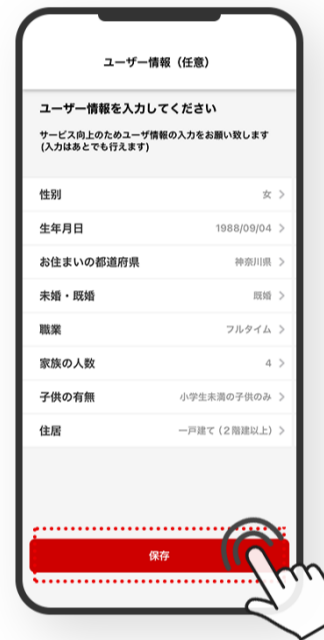 ユーザー情報（任意）
ユーザー情報を入力してください
サービス向上のためユーザ情報の入力をお願い致します
(入力はあとでも行えます)
性別 女
生年月日 1988/09/04
お住まいの都道府県 神奈川県
未婚・既婚 既婚
職業 フルタイム
家族の人数 4
子供の有無 小学生未満の子供のみ
住居 一戸建て（２階建以上）
保存